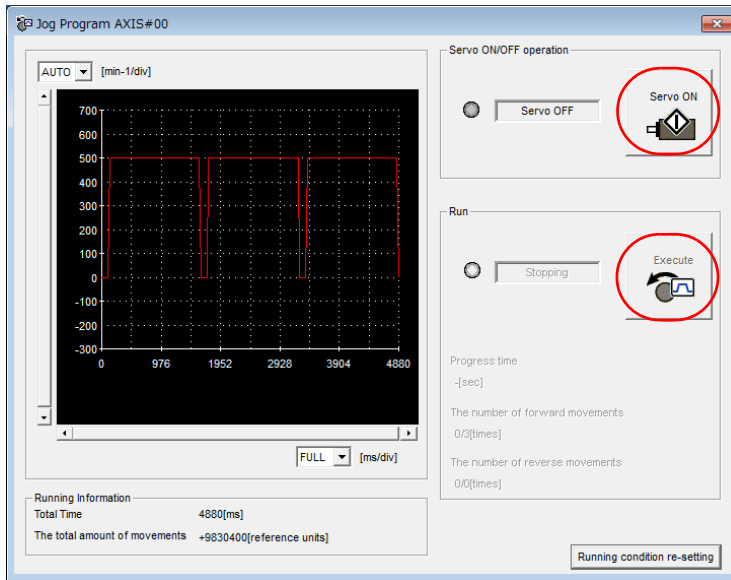 Jog Program AXIS#00
AUTO [min-1/div]
700
600
500
400
300
200
100
0
-100
-200
-300
0 976 1952 2928 3904 4880
FULL [ms/div]
Running Information
Total Time 4880[ms]
The total amount of movements +9830400[reference units]
Servo ON/OFF operation
Servo OFF
Servo ON
Run
Stopping
Execute
Progress time
-[sec]
The number of forward movements
0/3[times]
The number of reverse movements
0/0[times]
Running condition re-setting